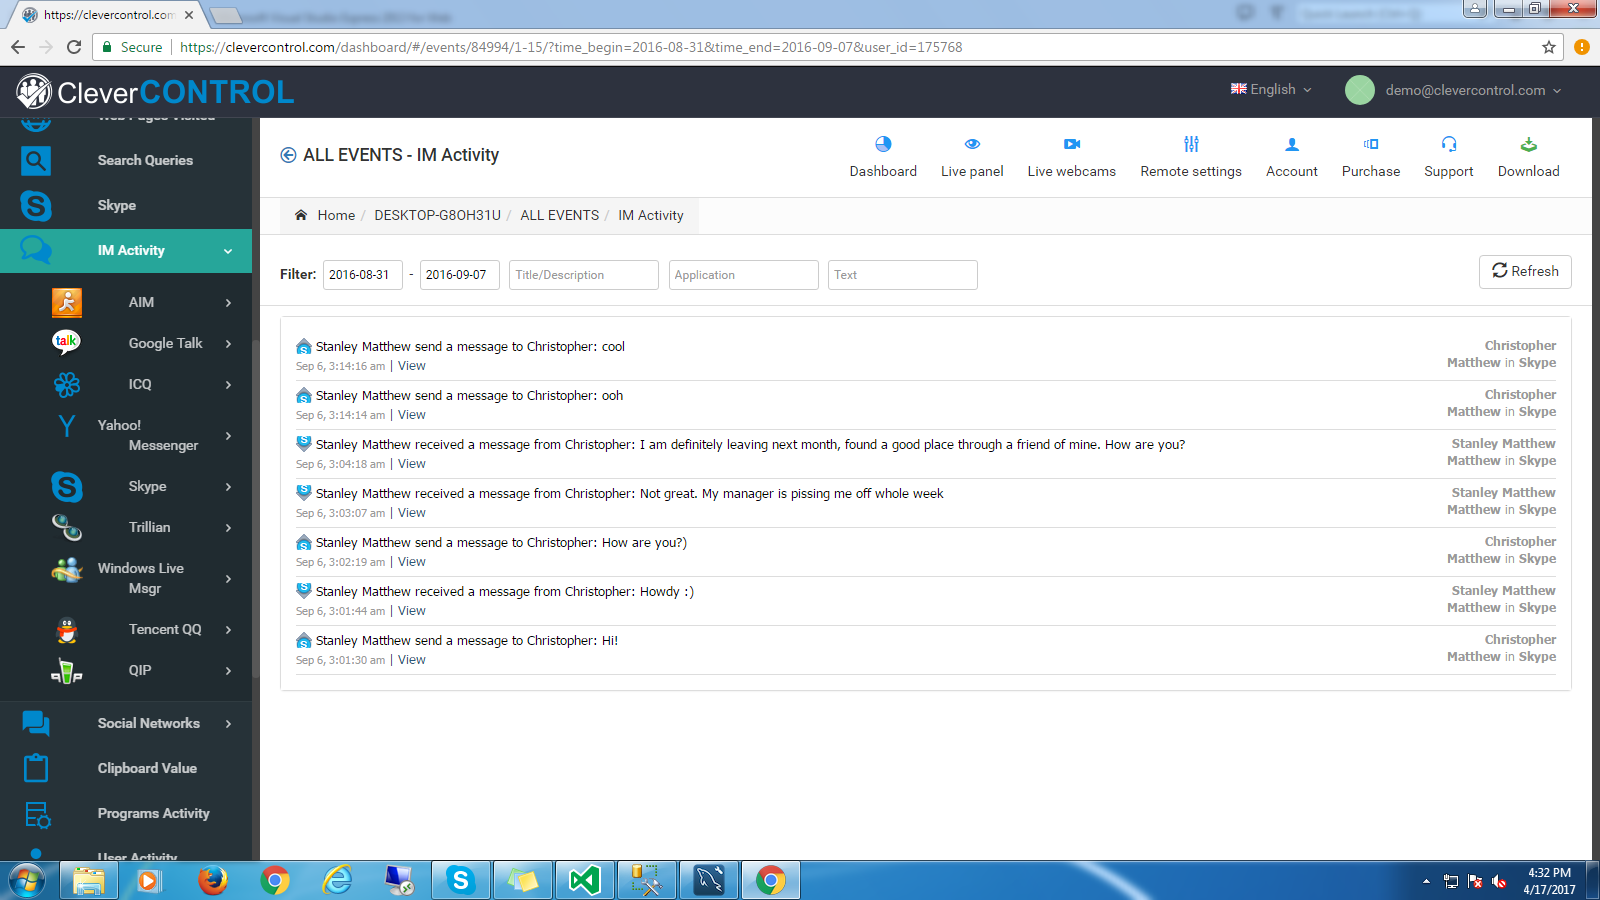 https://clevercontrol.com
Secure
https://clevercontrol.com/dashboard/#/events/84994/1-15/?time_begin=2016-08-31&time_end=2016-09-07&user_id=175768
CleverCONTROL
English
demo@clevercontrol.com
Web Pages Visited
Search Queries
Skype
IM Activity
AIM
talk
Google Talk
ICQ
Yahoo!
Messenger
Skype
Trillian
Windows Live
Msgr
Tencent QQ
QIP
Social Networks
Clipboard Value
Programs Activity
User Activity
ALL EVENTS - IM Activity
Dashboard
Live panel
Live webcams
Remote settings
Account
Purchase
Support
Download
Home / DESKTOP-G8OH31U / ALL EVENTS / IM Activity
Filter: 2016-08-31 - 2016-09-07 Title/Description Application Text
Refresh
Stanley Matthew send a message to Christopher: cool
Sep 6, 3:14:16 am | View
Christopher
Matthew in Skype
Stanley Matthew send a message to Christopher: ooh
Sep 6, 3:14:14 am | View
Christopher
Matthew in Skype
Stanley Matthew received a message from Christopher: I am definitely leaving next month, found a good place through a friend of mine. How are you?
Sep 6, 3:04:18 am | View
Stanley Matthew
Matthew in Skype
Stanley Matthew received a message from Christopher: Not great. My manager is pissing me off whole week
Sep 6, 3:03:07 am | View
Stanley Matthew
Matthew in Skype
Stanley Matthew send a message to Christopher: How are you?)
Sep 6, 3:02:19 am | View
Christopher
Matthew in Skype
Stanley Matthew received a message from Christopher: Howdy :)
Sep 6, 3:01:44 am | View
Stanley Matthew
Matthew in Skype
Stanley Matthew send a message to Christopher: Hi!
Sep 6, 3:01:30 am | View
Christopher
Matthew in Skype
4:32 PM
4/17/2017